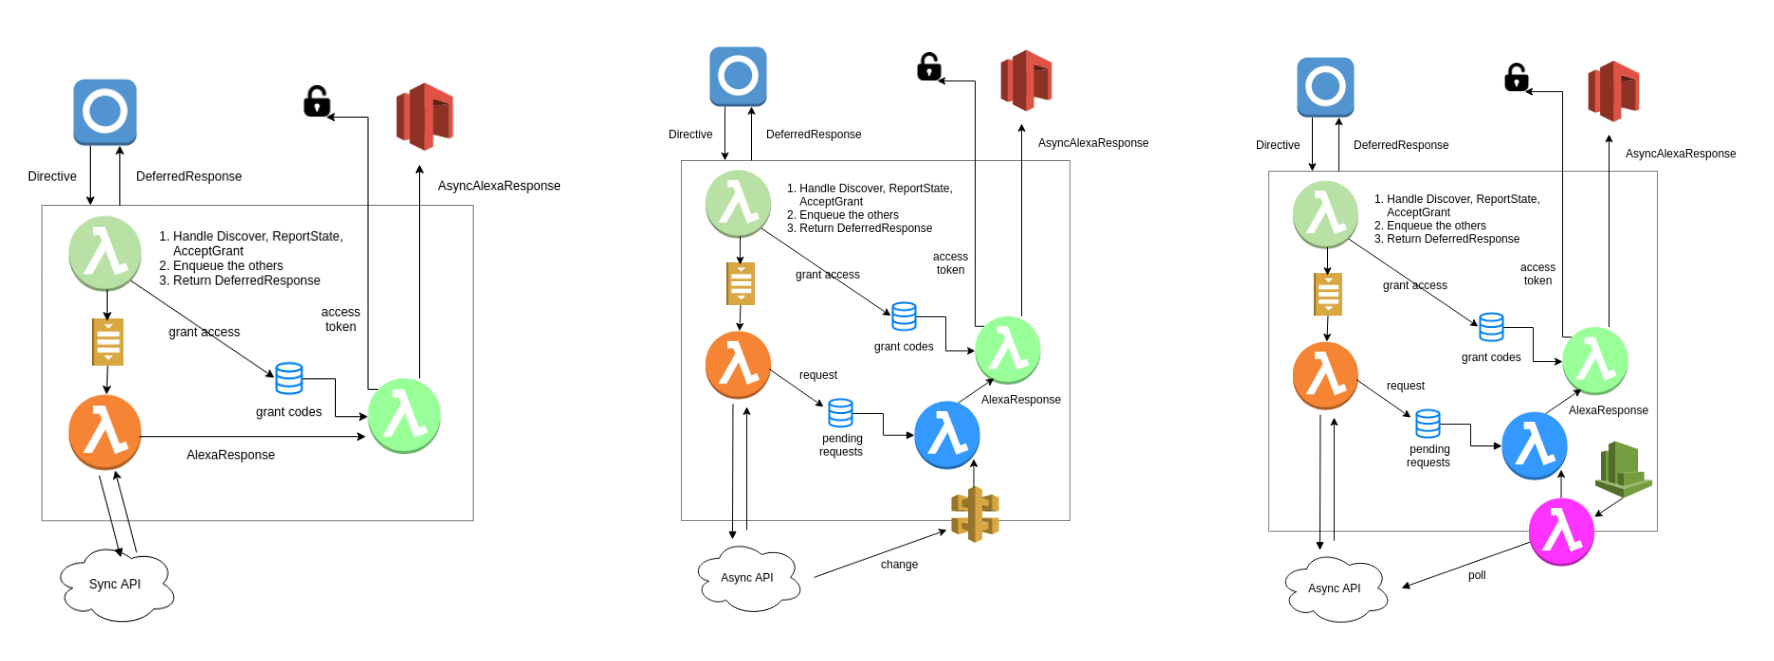 Directive
DeferredResponse
AsyncAlexaResponse
1. Handle Discover, ReportState,
AcceptGrant
2. Enqueue the others
3. Return DeferredResponse
grant access
access
token
grant codes
AlexaResponse
Sync API
Directive
DeferredResponse
AsyncAlexaResponse
1. Handle Discover, ReportState,
AcceptGrant
2. Enqueue the others
3. Return DeferredResponse
grant access
access
token
grant codes
request
AlexaResponse
pending
requests
Async API
change
Directive
DeferredResponse
AsyncAlexaResponse
1. Handle Discover, ReportState,
AcceptGrant
2. Enqueue the others
3. Return DeferredResponse
grant access
access
token
grant codes
request
AlexaResponse
pending
requests
Async API
poll